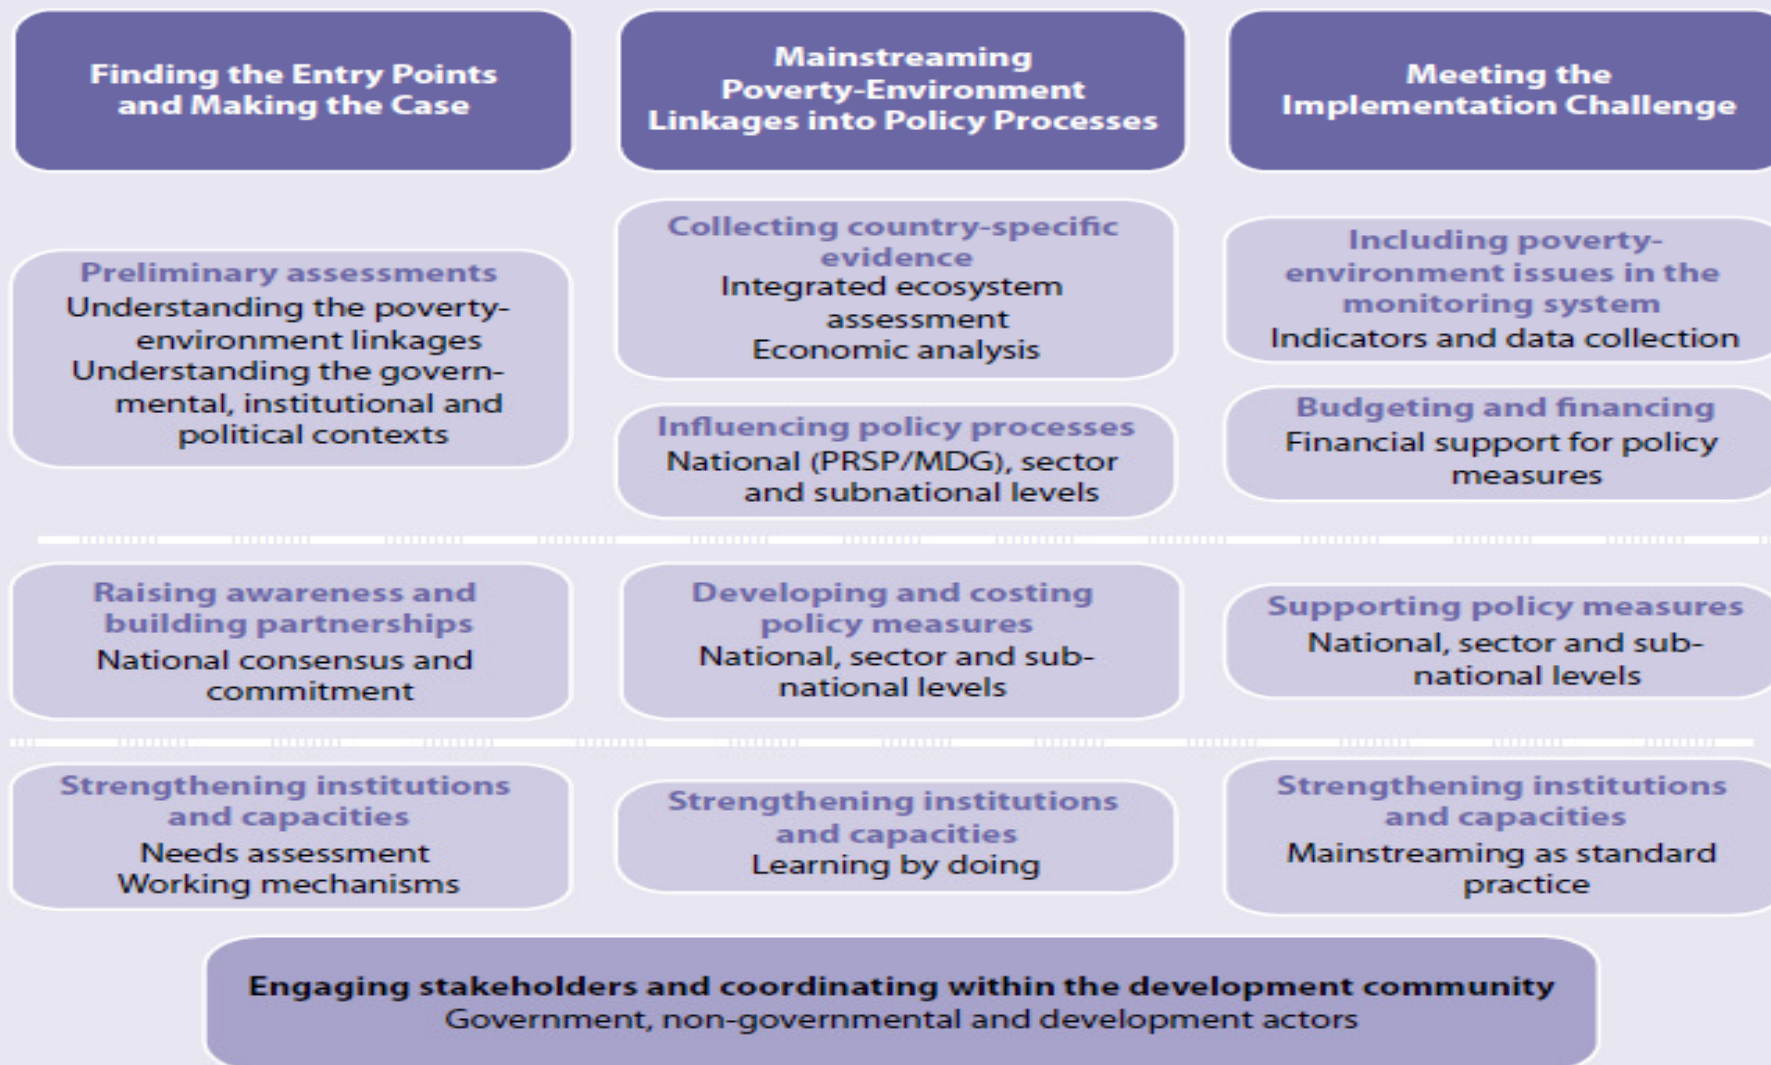 Finding the Entry Points
and Making the Case
Mainstreaming
Poverty-Environment
Linkages into Policy Processes
Meeting the
Implementation Challenge
Preliminary assessments
Understanding the poverty-
environment linkages
Understanding the govern-
mental, institutional and
political contexts
Collecting country-specific
evidence
Integrated ecosystem
assessment
Economic analysis
Influencing policy processes
National (PRSP/MDG), sector
and subnational levels
Including poverty-
environment issues in the
monitoring system
Indicators and data collection
Budgeting and financing
Financial support for policy
measures
Raising awareness and
building partnerships
National consensus and
commitment
Developing and costing
policy measures
National, sector and sub-
national levels
Supporting policy measures
National, sector and sub-
national levels
Strengthening institutions
and capacities
Needs assessment
Working mechanisms
Strengthening institutions
and capacities
Learning by doing
Strengthening institutions
and capacities
Mainstreaming as standard
practice
Engaging stakeholders and coordinating within the development community
Government, non-governmental and development actors